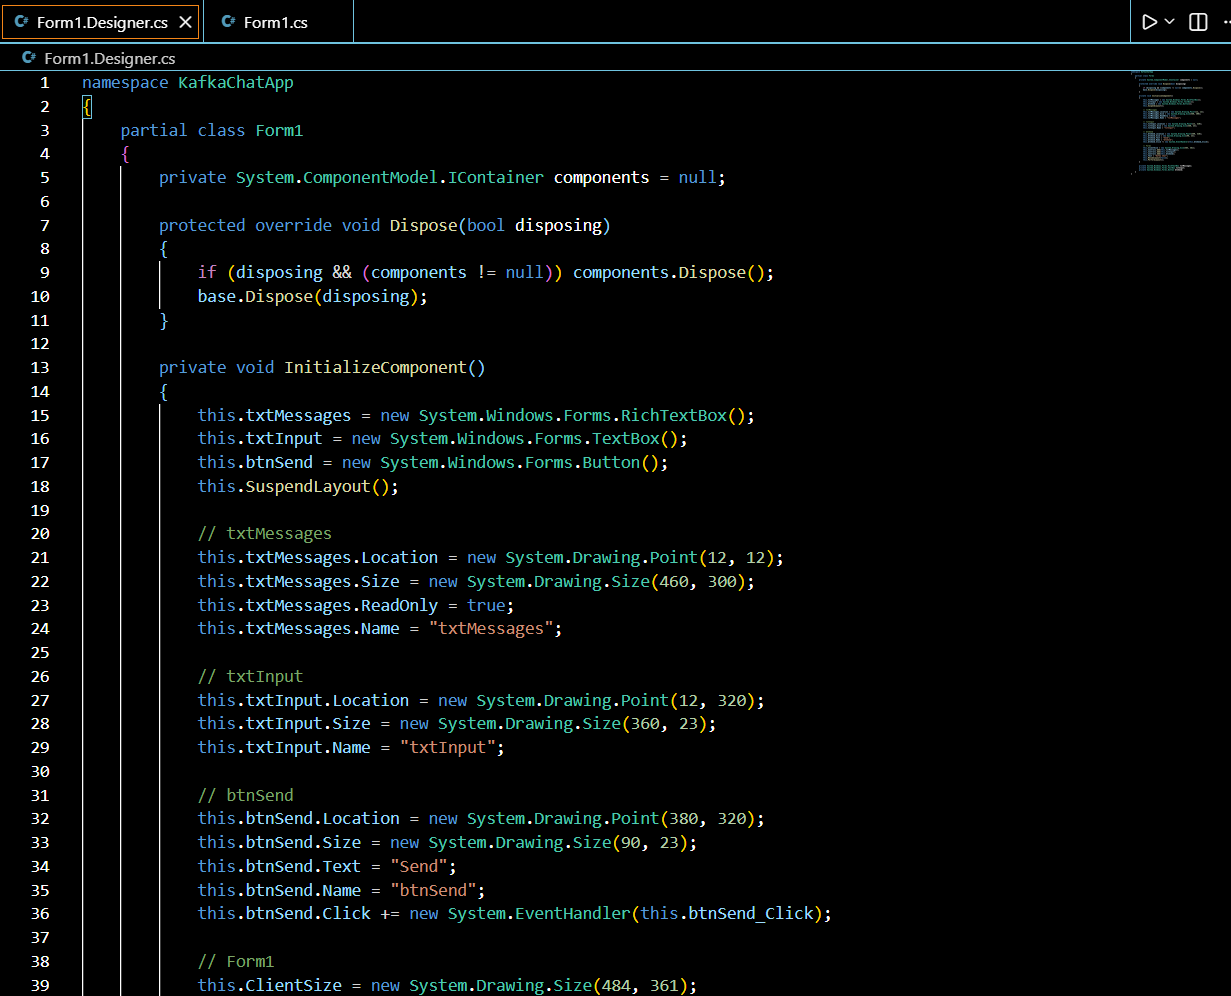 Form1.Designer.cs
Form1.cs
Form1.Designer.cs
1 namespace KafkaChatApp
2 {
3 partial class Form1
4 {
5 private System.ComponentModel.IContainer components = null;
6
7 protected override void Dispose(bool disposing)
8 {
9 if (disposing && (components != null)) components.Dispose();
10 base.Dispose(disposing);
11 }
12
13 private void InitializeComponent()
14 {
15 this.txtMessages = new System.Windows.Forms.RichTextBox();
16 this.txtInput = new System.Windows.Forms.TextBox();
17 this.btnSend = new System.Windows.Forms.Button();
18 this.SuspendLayout();
19
20 // txtMessages
21 this.txtMessages.Location = new System.Drawing.Point(12, 12);
22 this.txtMessages.Size = new System.Drawing.Size(460, 300);
23 this.txtMessages.ReadOnly = true;
24 this.txtMessages.Name = "txtMessages";
25
26 // txtInput
27 this.txtInput.Location = new System.Drawing.Point(12, 320);
28 this.txtInput.Size = new System.Drawing.Size(360, 23);
29 this.txtInput.Name = "txtInput";
30
31 // btnSend
32 this.btnSend.Location = new System.Drawing.Point(380, 320);
33 this.btnSend.Size = new System.Drawing.Size(90, 23);
34 this.btnSend.Text = "Send";
35 this.btnSend.Name = "btnSend";
36 this.btnSend.Click += new System.EventHandler(this.btnSend_Click);
37
38 // Form1
39 this.ClientSize = new System.Drawing.Size(484, 361);